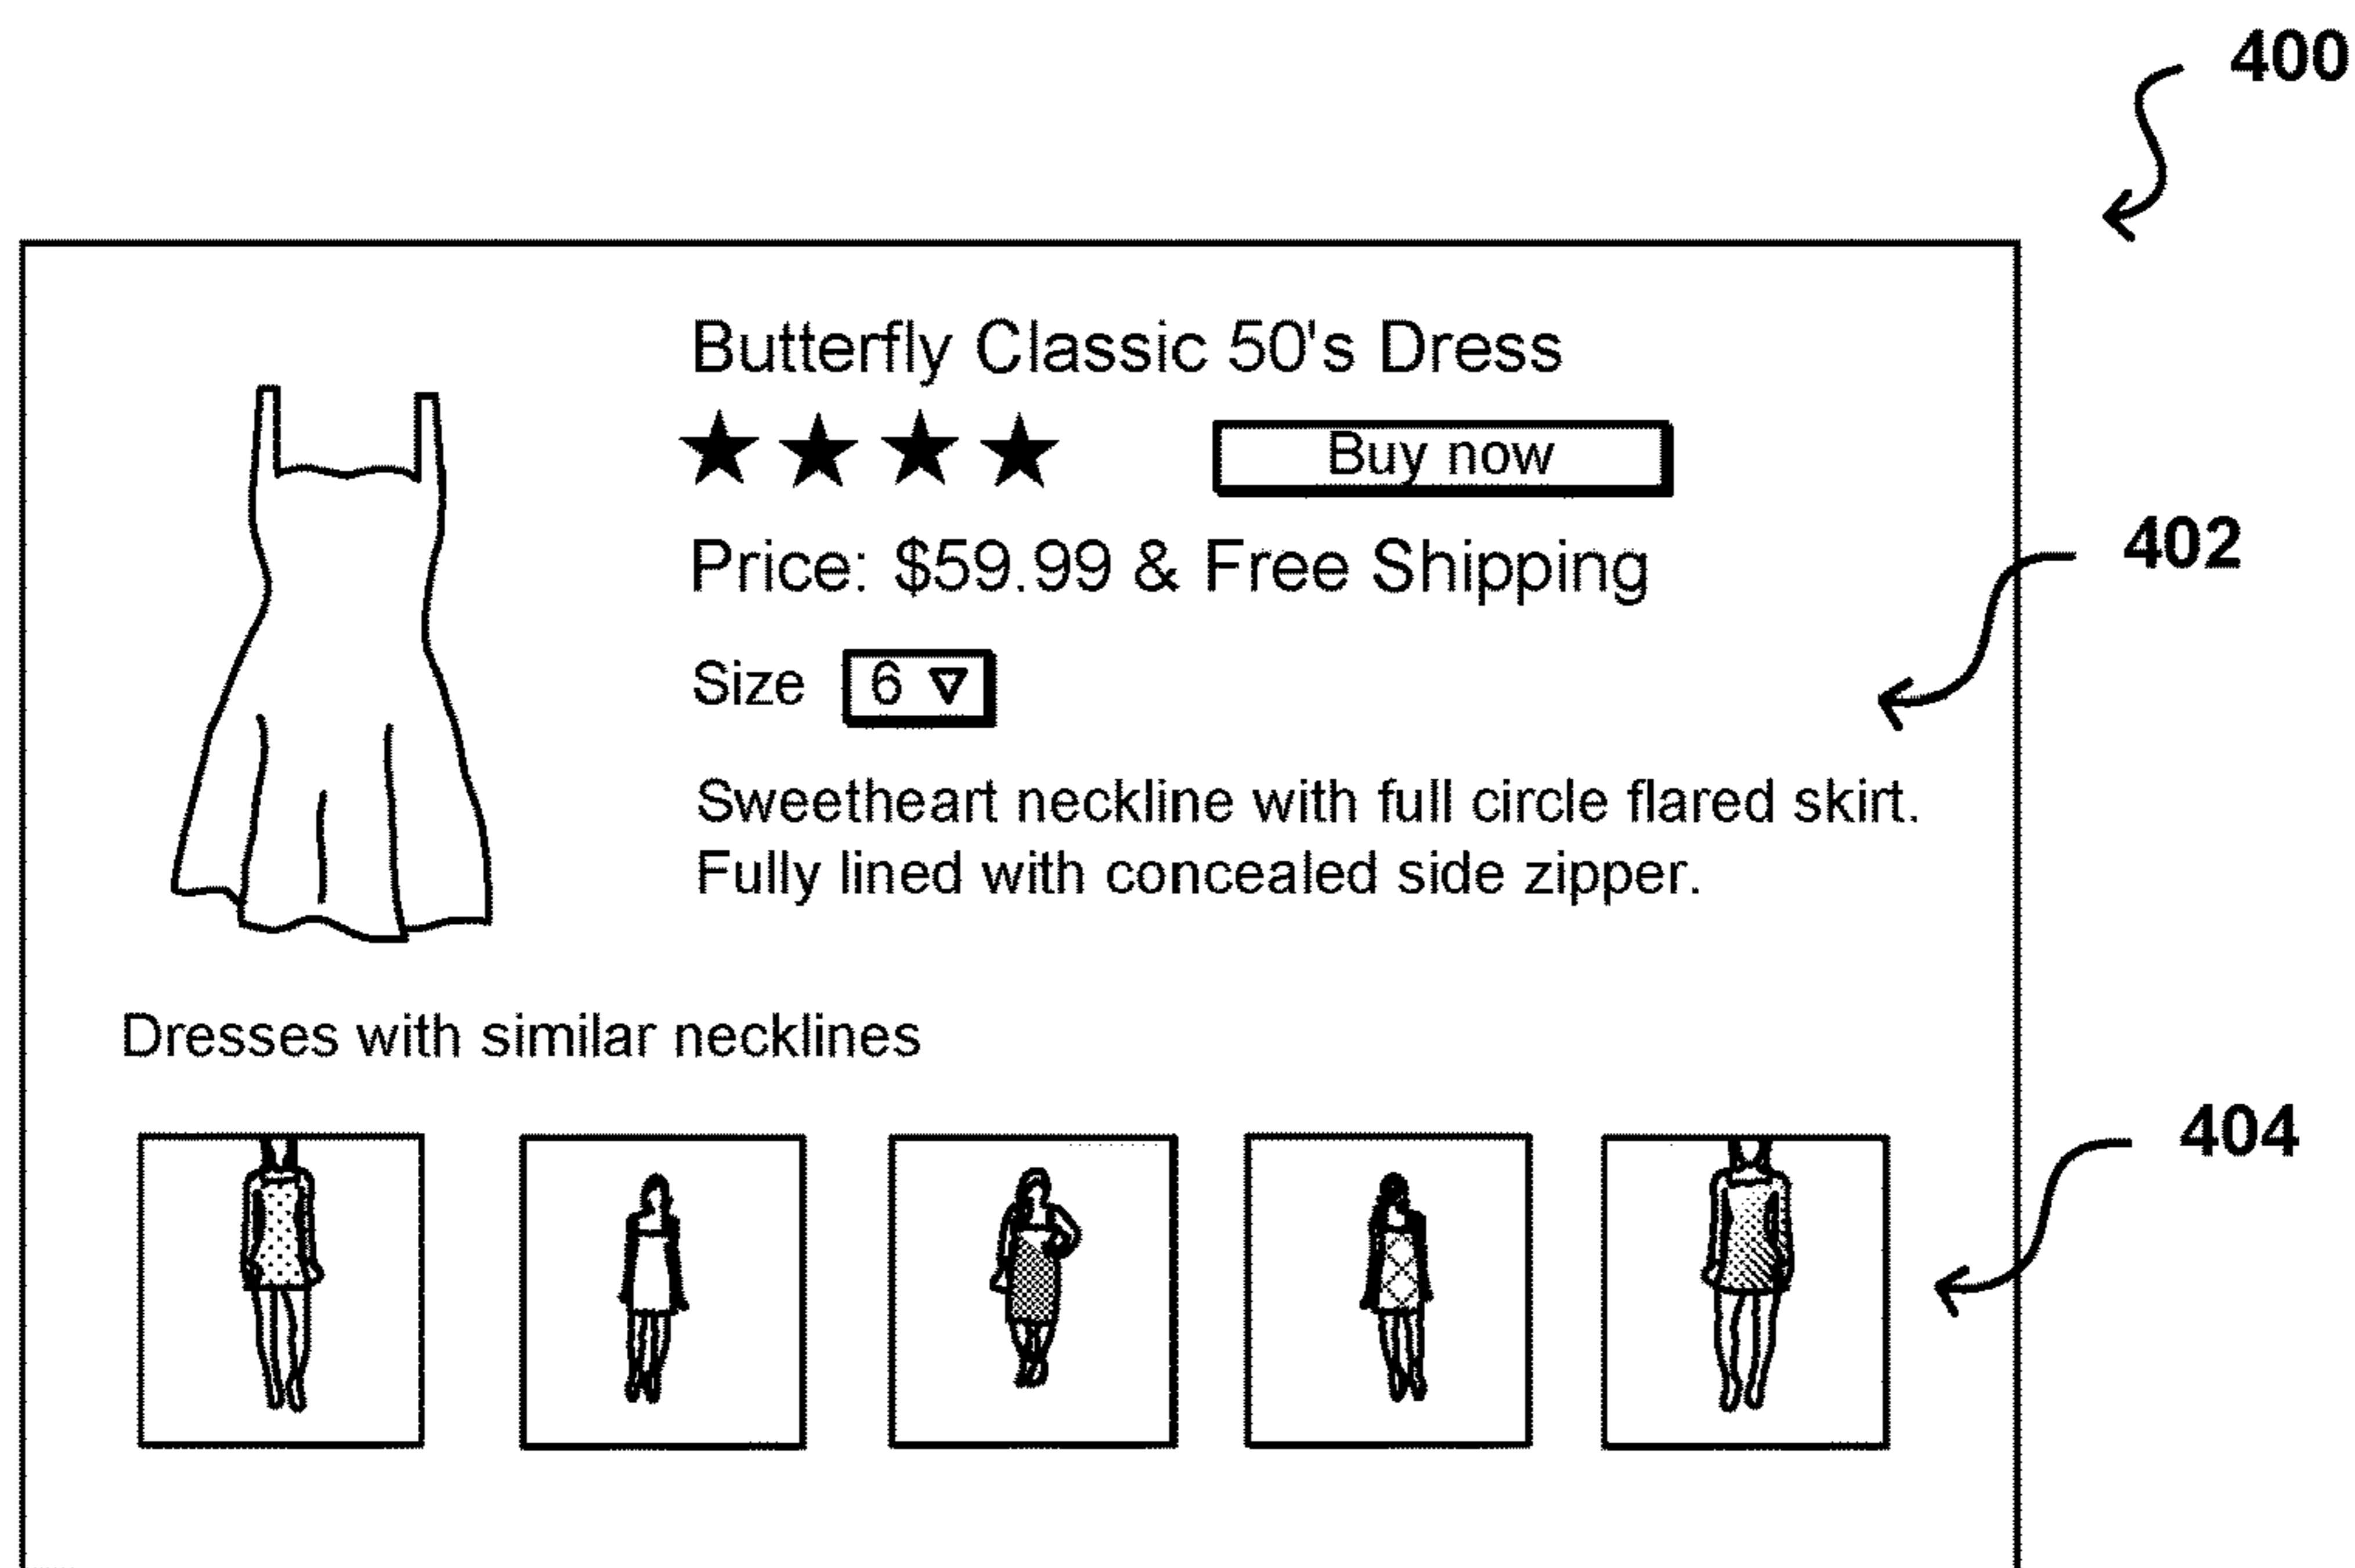 400
Butterfly Classic 50's Dress
Buy now
Price: $59.99 & Free Shipping
402
Size 6
Sweetheart neckline with full circle flared skirt.
Fully lined with concealed side zipper.
Dresses with similar necklines
404